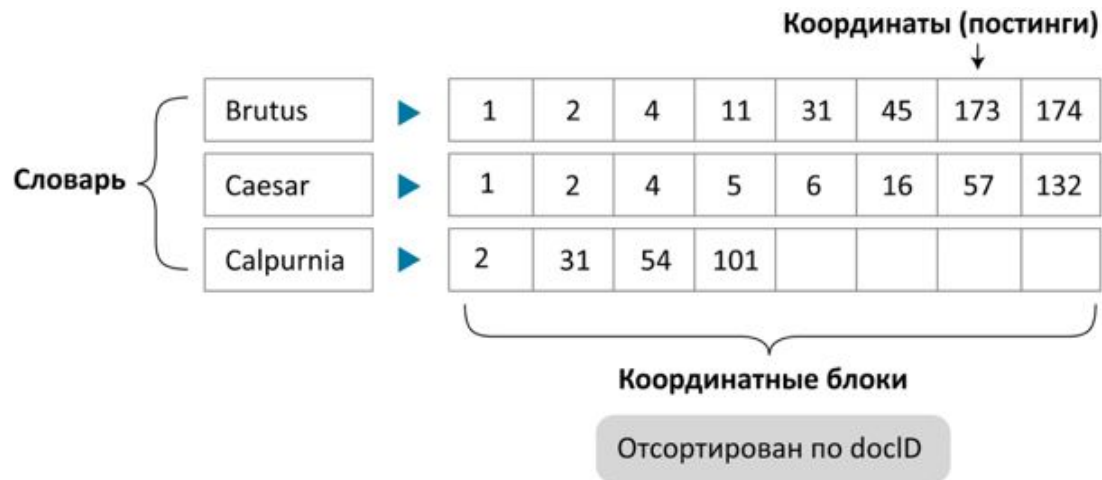 Координаты (постинги)
Brutus 1 2 4 11 31 45 173 174
Словарь Caesar 1 2 4 5 6 16 57 132
Calpurnia 2 31 54 101
Координатные блоки
Отсортирован по docID